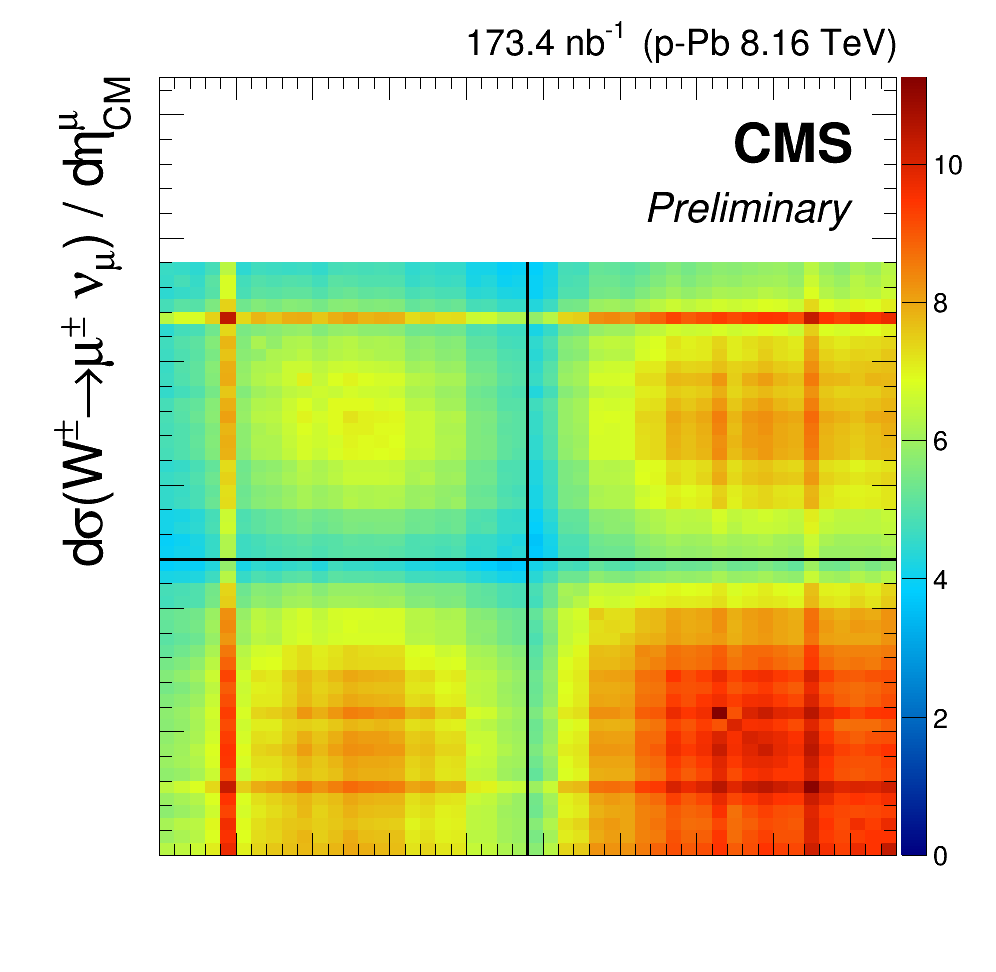 173.4 nb⁻¹ (p-Pb 8.16 TeV)
CMS
Preliminary
dσ(W±→μ± νμ) / dημCM
10
8
6
4
2
0